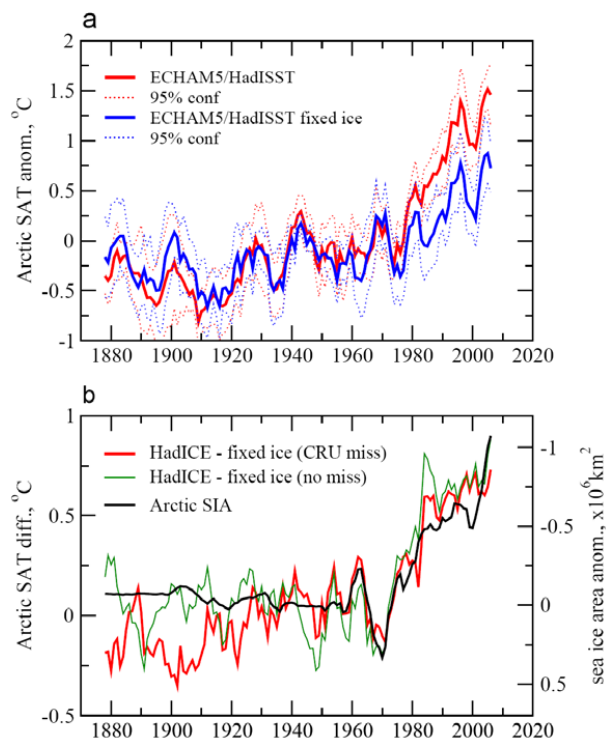 a
2
1.5
1
0.5
0
-0.5
-1
Arctic SAT anom., °C
ECHAM5/HadISST
95% conf
ECHAM5/HadISST fixed ice
95% conf
1880 1900 1920 1940 1960 1980 2000 2020
b
1
0.5
0
-0.5
Arctic SAT diff., °C
HadICE - fixed ice (CRU miss)
HadICE - fixed ice (no miss)
Arctic SIA
-1
-0.5
0
0.5
sea ice area anom., x10⁶km²
1880 1900 1920 1940 1960 1980 2000 2020